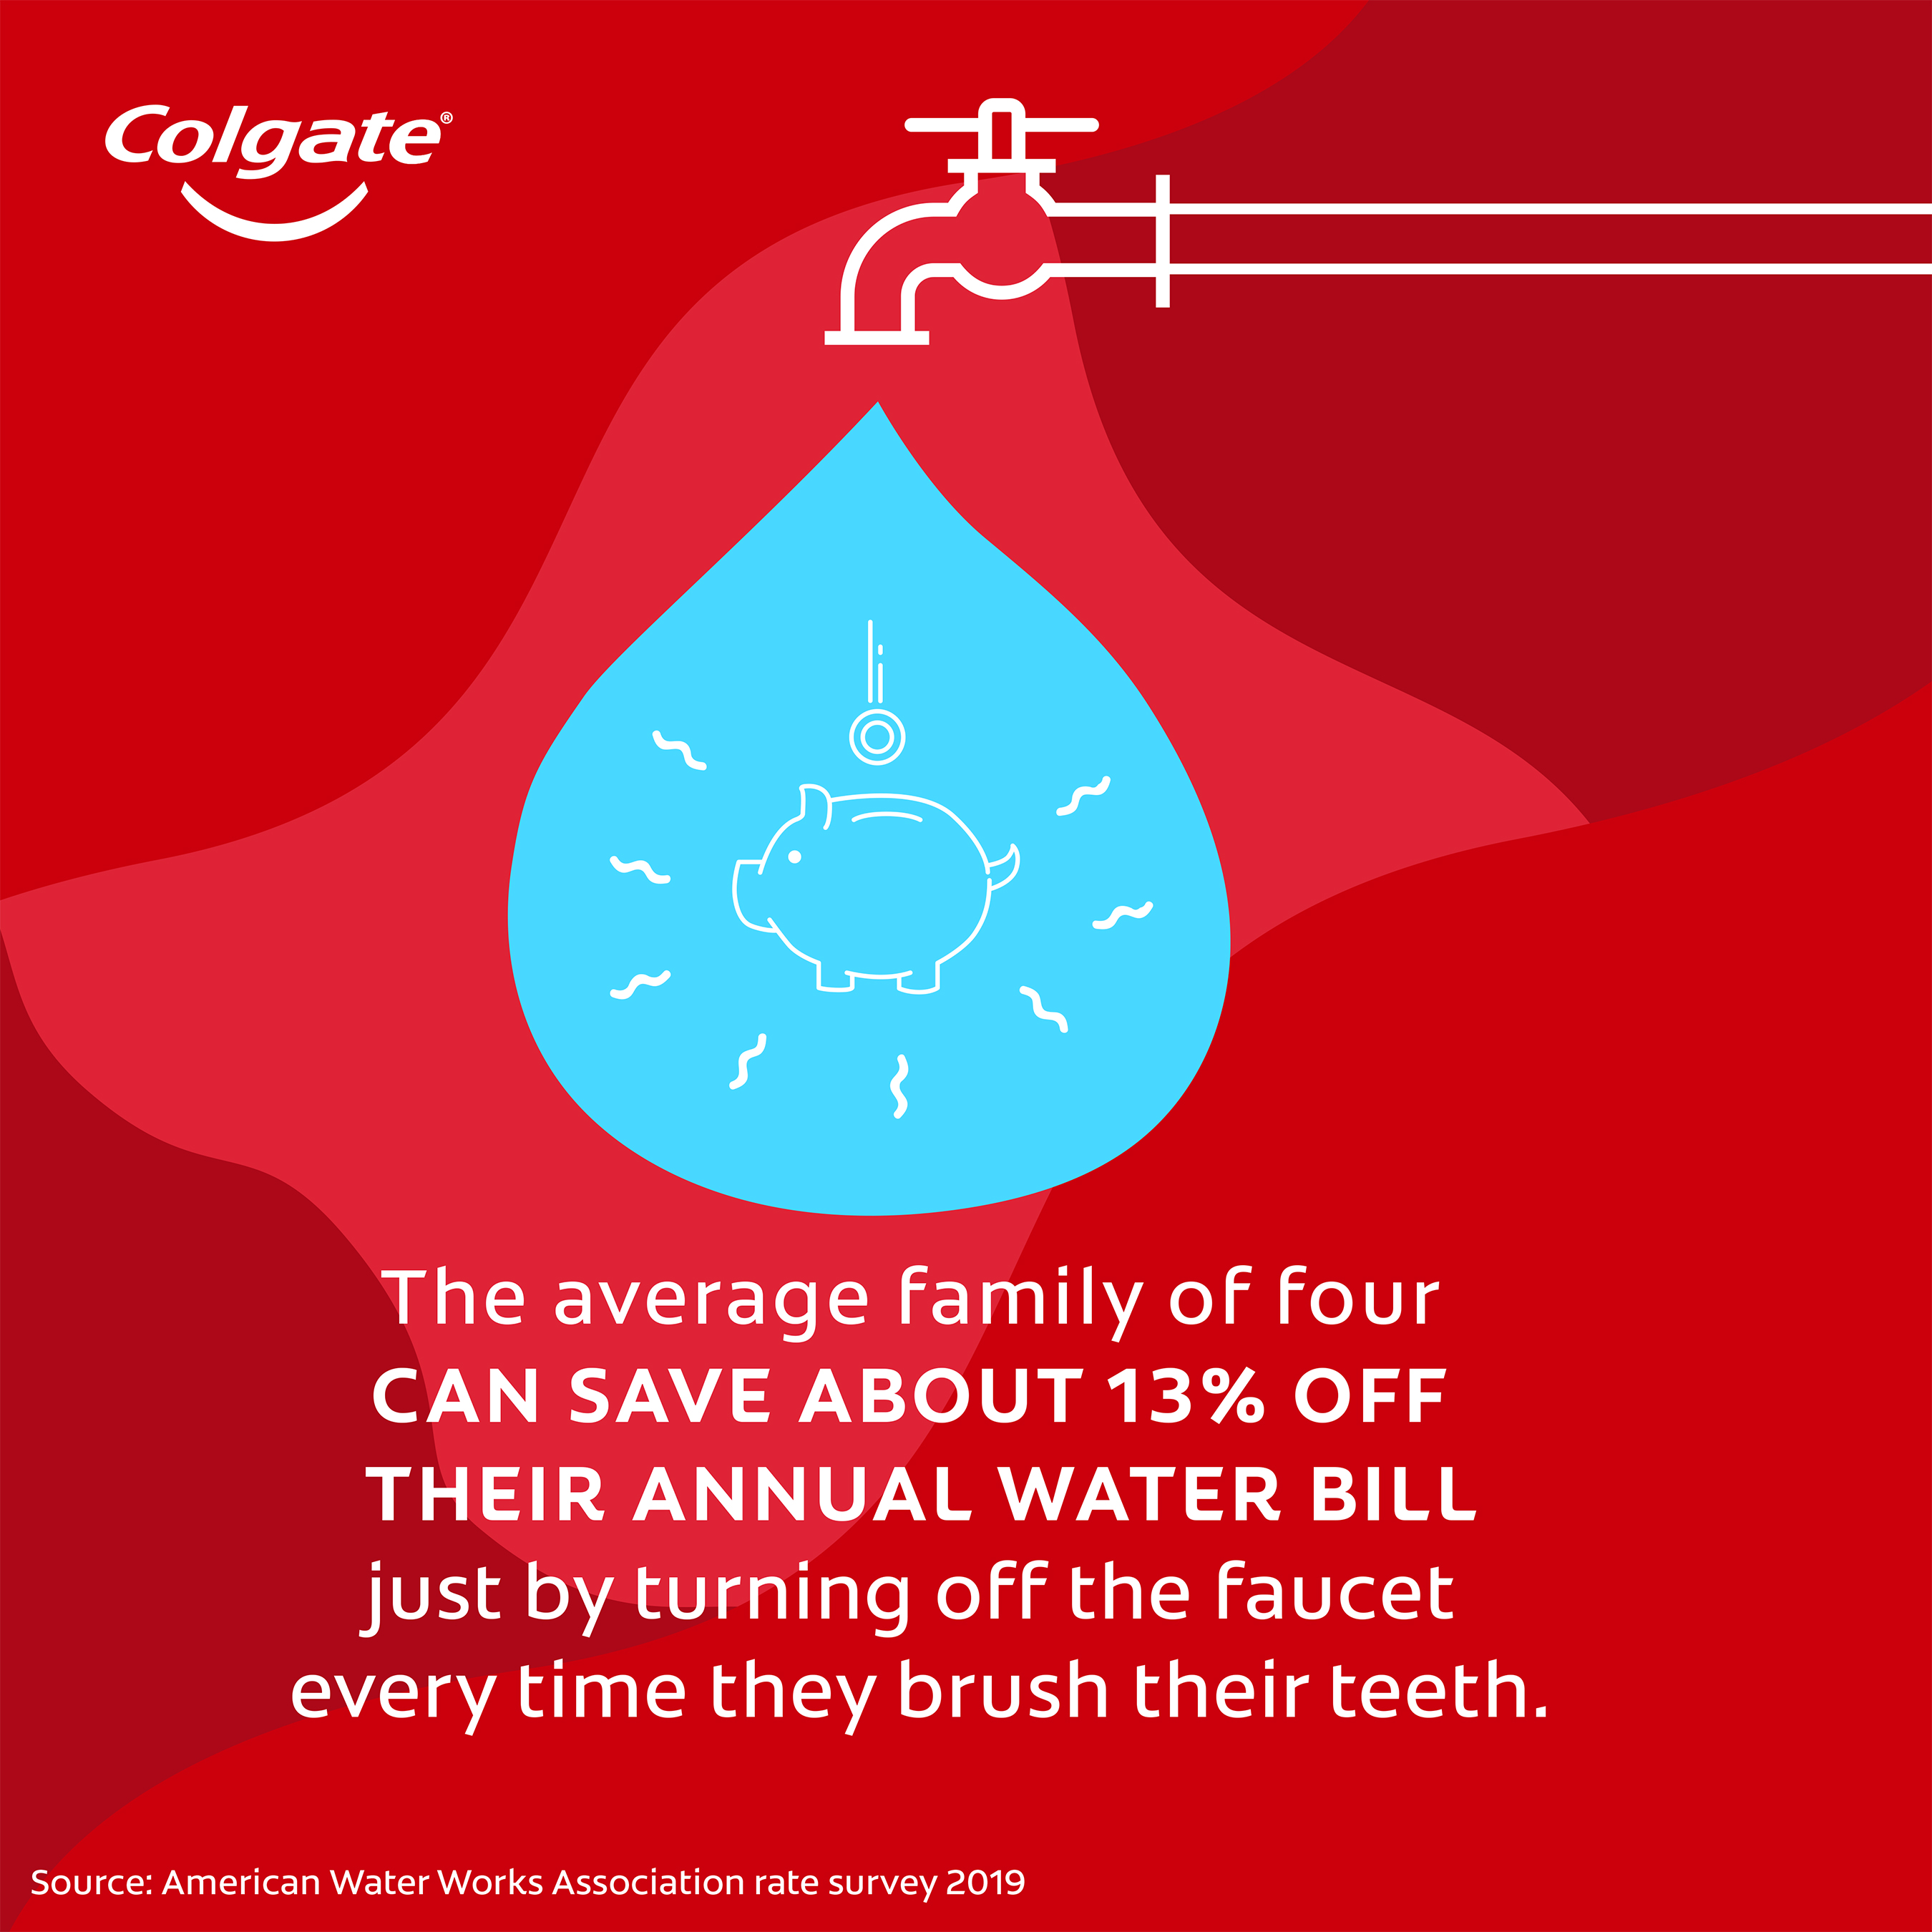 Colgate®
The average family of four
CAN SAVE ABOUT 13% OFF
THEIR ANNUAL WATER BILL
just by turning off the faucet
every time they brush their teeth.
Source: American Water Works Association rate survey 2019